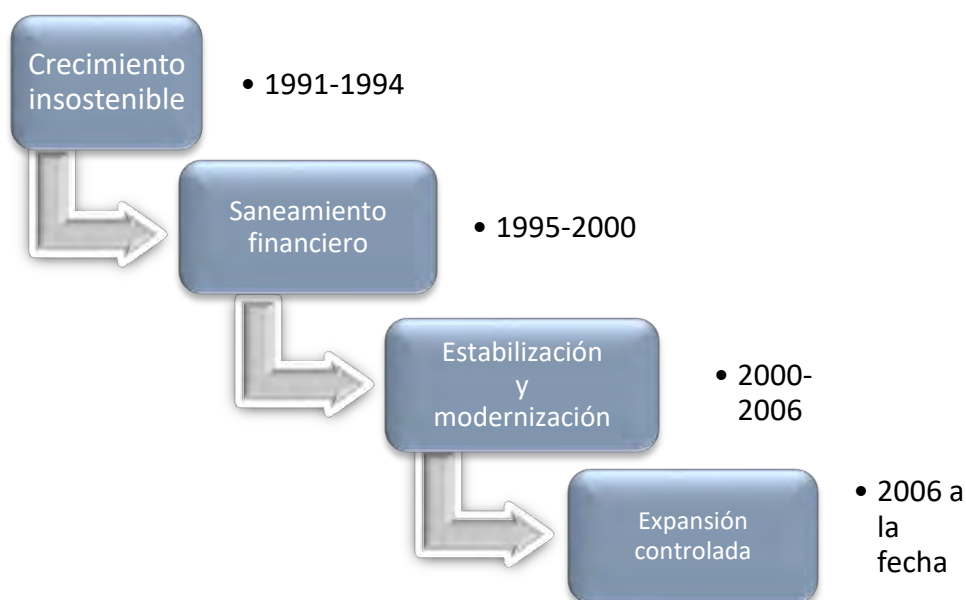 Crecimiento
insostenible
• 1991-1994
Saneamiento
financiero
• 1995-2000
Estabilización
y
modernización
• 2000-
2006
Expansión
controlada
• 2006 a
la
fecha